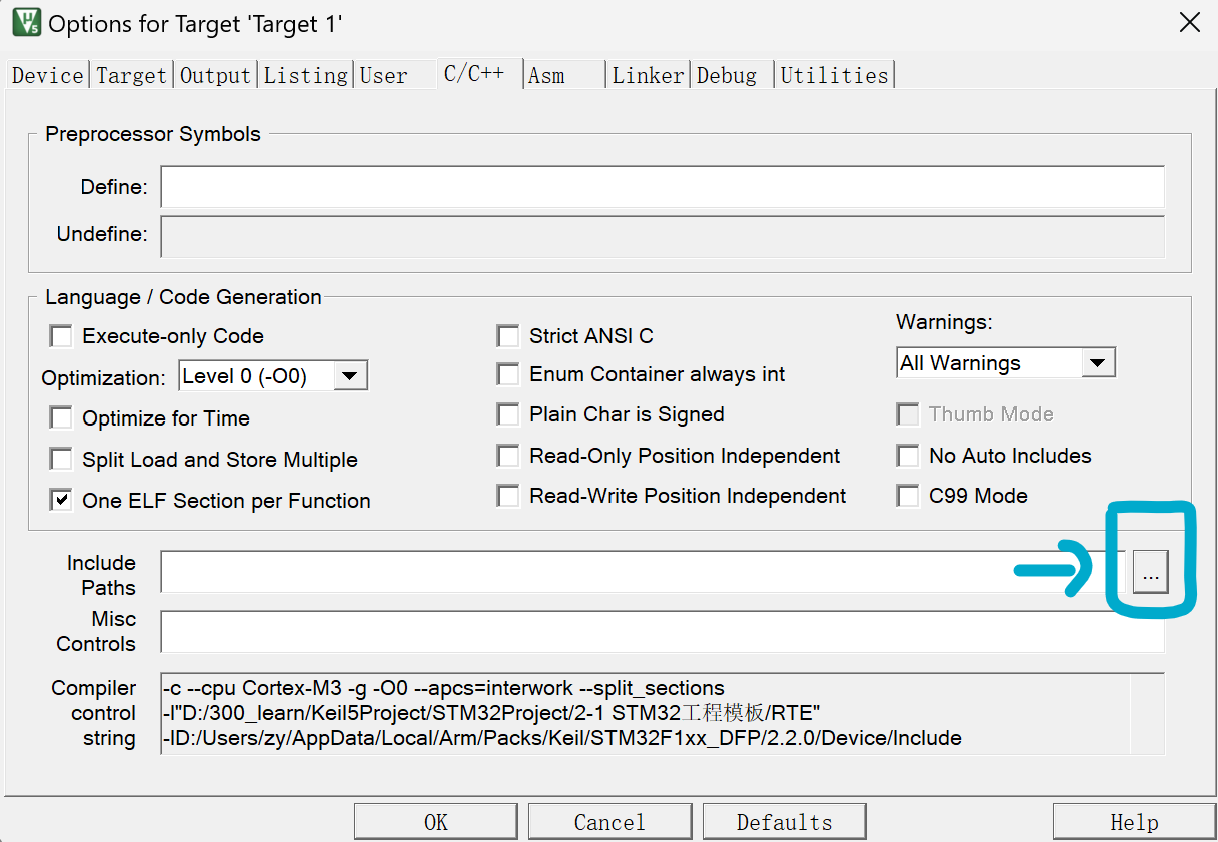 Options for Target 'Target 1'
Device Target Output Listing User C/C++ Asm Linker Debug Utilities
Preprocessor Symbols
Define:
Undefine:
Language / Code Generation
Execute-only Code
Optimization: Level 0 (-O0)
Optimize for Time
Split Load and Store Multiple
One ELF Section per Function
Strict ANSI C
Enum Container always int
Plain Char is Signed
Read-Only Position Independent
Read-Write Position Independent
Warnings:
All Warnings
Thumb Mode
No Auto Includes
C99 Mode
Include
Paths
...
Misc
Controls
Compiler
control
string
-c --cpu Cortex-M3 -g -O0 --apcs=interwork --split_sections
-I"D:/300_learn/Keil5Project/STM32Project/2-1 STM32工程模板/RTE"
-ID:/Users/zy/AppData/Local/Arm/Packs/Keil/STM32F1xx_DFP/2.2.0/Device/Include
OK Cancel Defaults Help